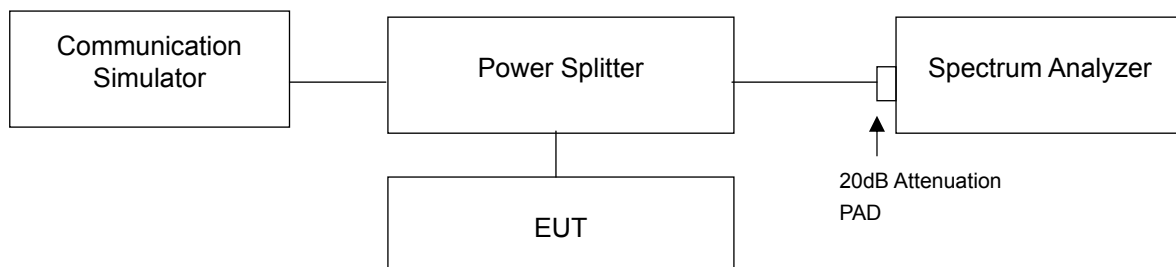 Communication
Simulator
Power Splitter
Spectrum Analyzer
20dB Attenuation
PAD
EUT